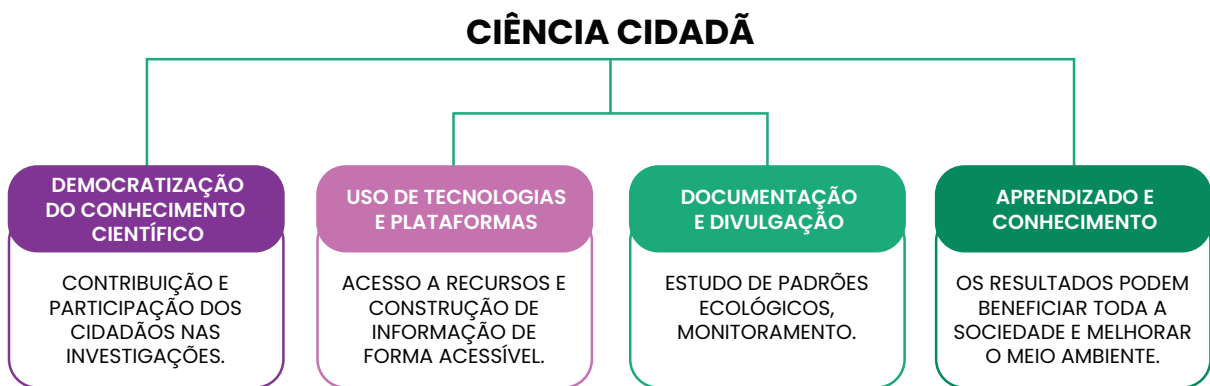 CIÊNCIA CIDADÃ
DEMOCRATIZAÇÃO
DO CONHECIMENTO
CIENTÍFICO
CONTRIBUIÇÃO E
PARTICIPAÇÃO DOS
CIDADÃOS NAS
INVESTIGAÇÕES.
USO DE TECNOLOGIAS
E PLATAFORMAS
ACESSO A RECURSOS E
CONSTRUÇÃO DE
INFORMAÇÃO DE
FORMA ACESSÍVEL.
DOCUMENTAÇÃO
E DIVULGAÇÃO
ESTUDO DE PADRÕES
ECOLÓGICOS,
MONITORAMENTO.
APRENDIZADO E
CONHECIMENTO
OS RESULTADOS PODEM
BENEFICIAR TODA A
SOCIEDADE E MELHORAR
O MEIO AMBIENTE.